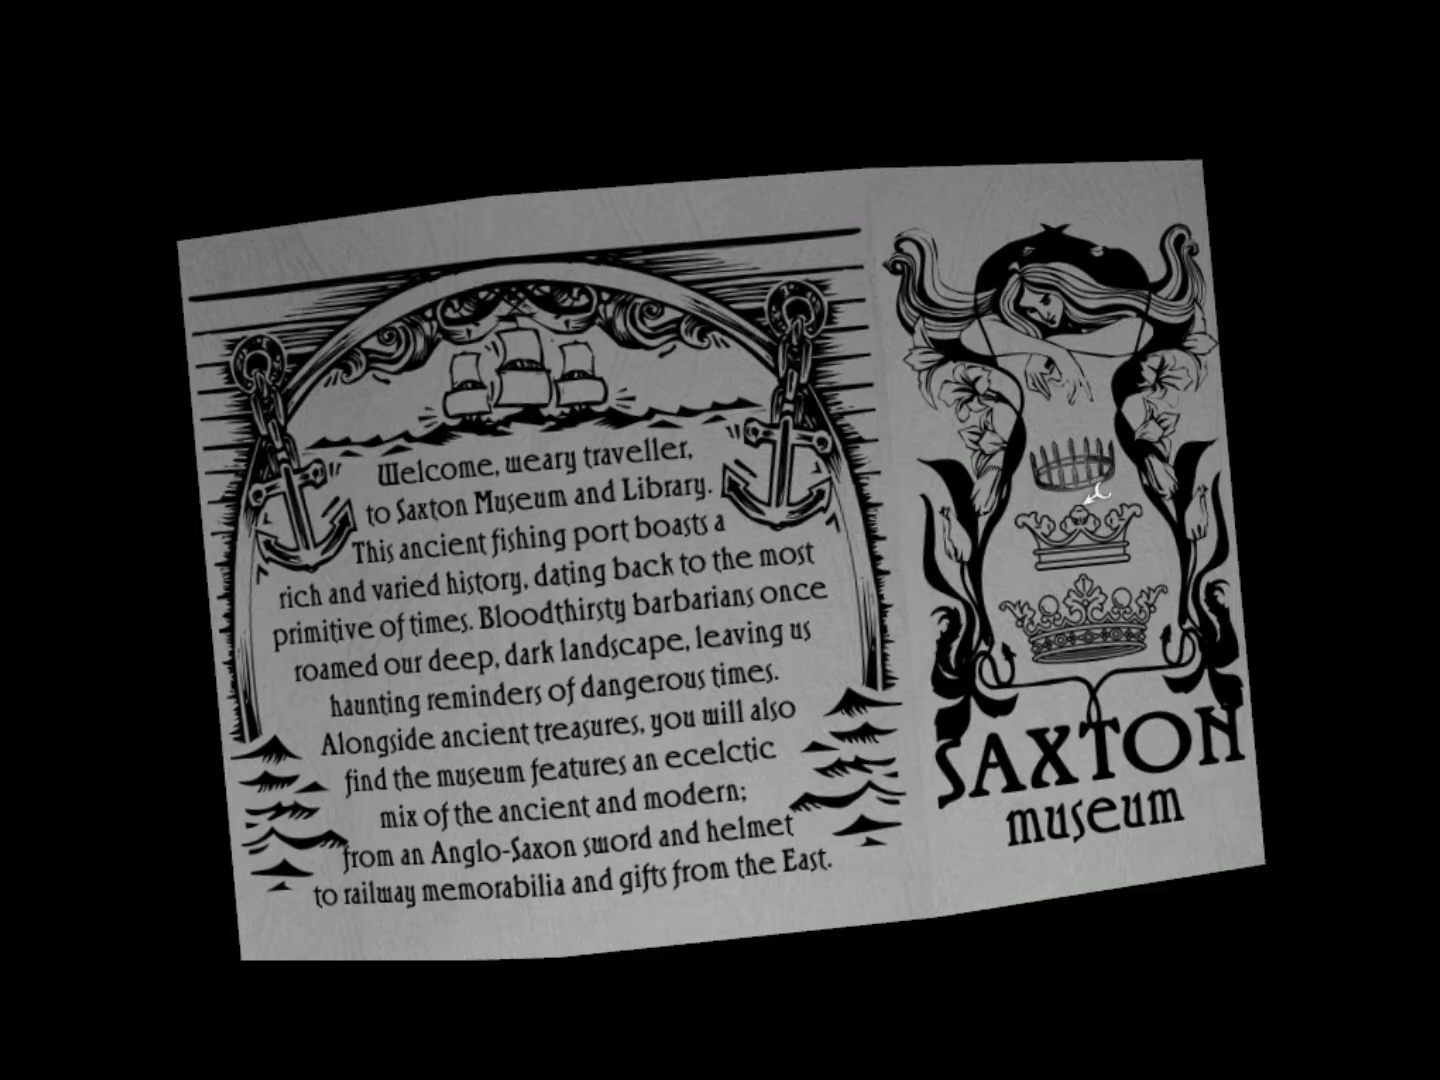 Welcome, weary traveller,
to Saxton Museum and Library.
This ancient fishing port boasts a
rich and varied history, dating back to the most
primitive of times. Bloodthirsty barbarians once
roamed our deep, dark landscape, leaving us
haunting reminders of dangerous times.
Alongside ancient treasures, you will also
find the museum features an ecelctic
mix of the ancient and modern;
from an Anglo-Saxon sword and helmet
to railway memorabilia and gifts from the East.
SAXTON
museum